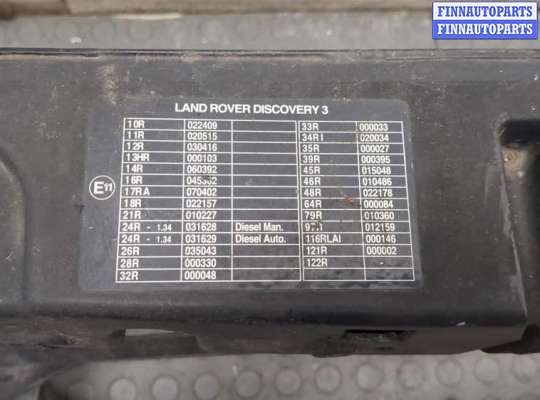 FINNAUTOPARTS
FINNAUTOPARTS
FINNAUTOPARTS
LAND ROVER DISCOVERY 3
10R 022409 33R 000033
11R 020515 34R I 020034
12R 030416 35R 000027
13HR 000103 39R 000395
14R 060392 45R 015048
16R 46R 010486
17RA 070402 48R 022178
18R 022157 64R 000084
21R 010227 79R 010360
24R - 1.34 031628 Diesel Man. 012159
24R - 1.34 031629 Diesel Auto. 116RLAI 000146
26R 035043 121R 000002
28R 000330 122R -
32R 000048
E11